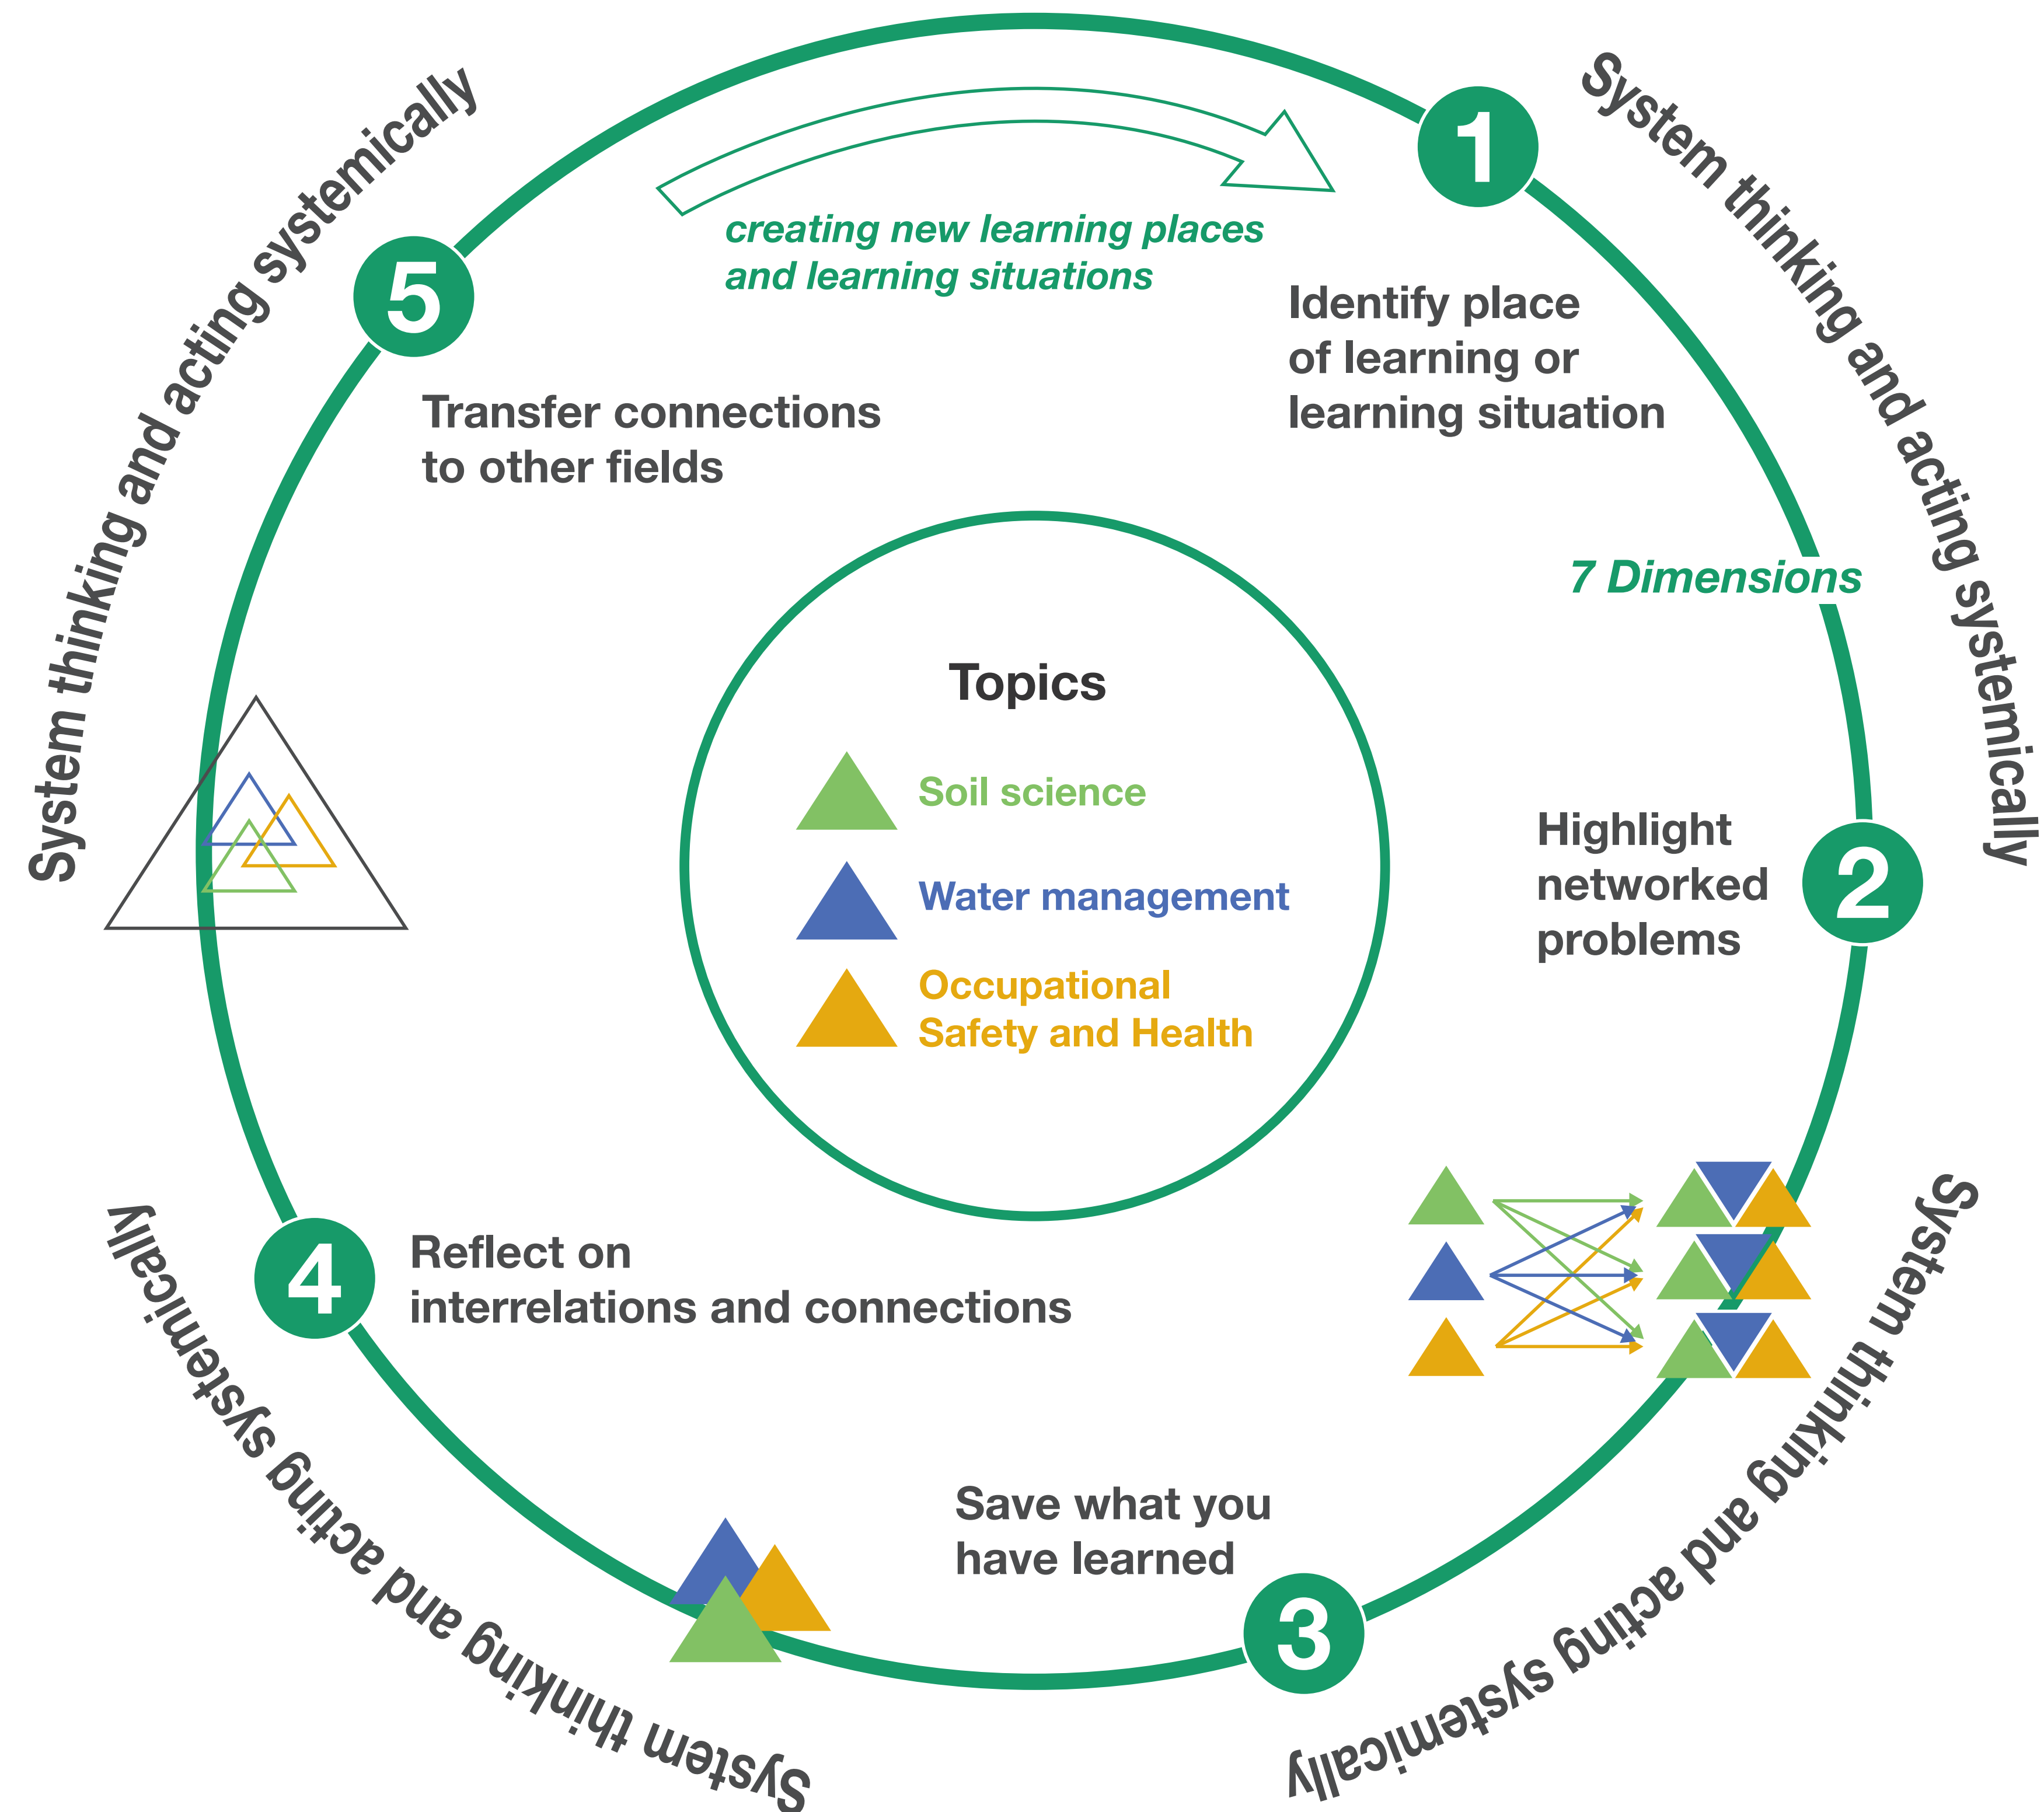 System thinking and acting systemically
1
creating new learning places
and learning situations
Identify place
of learning or
learning situation
7 Dimensions
2
Highlight
networked
problems
System thinking and acting systemically
3
Save what you
have learned
System thinking and acting systemically
4
Reflect on
interrelations and connections
System thinking and acting systemically
5
Transfer connections
to other fields
Topics
Soil science
Water management
Occupational
Safety and Health